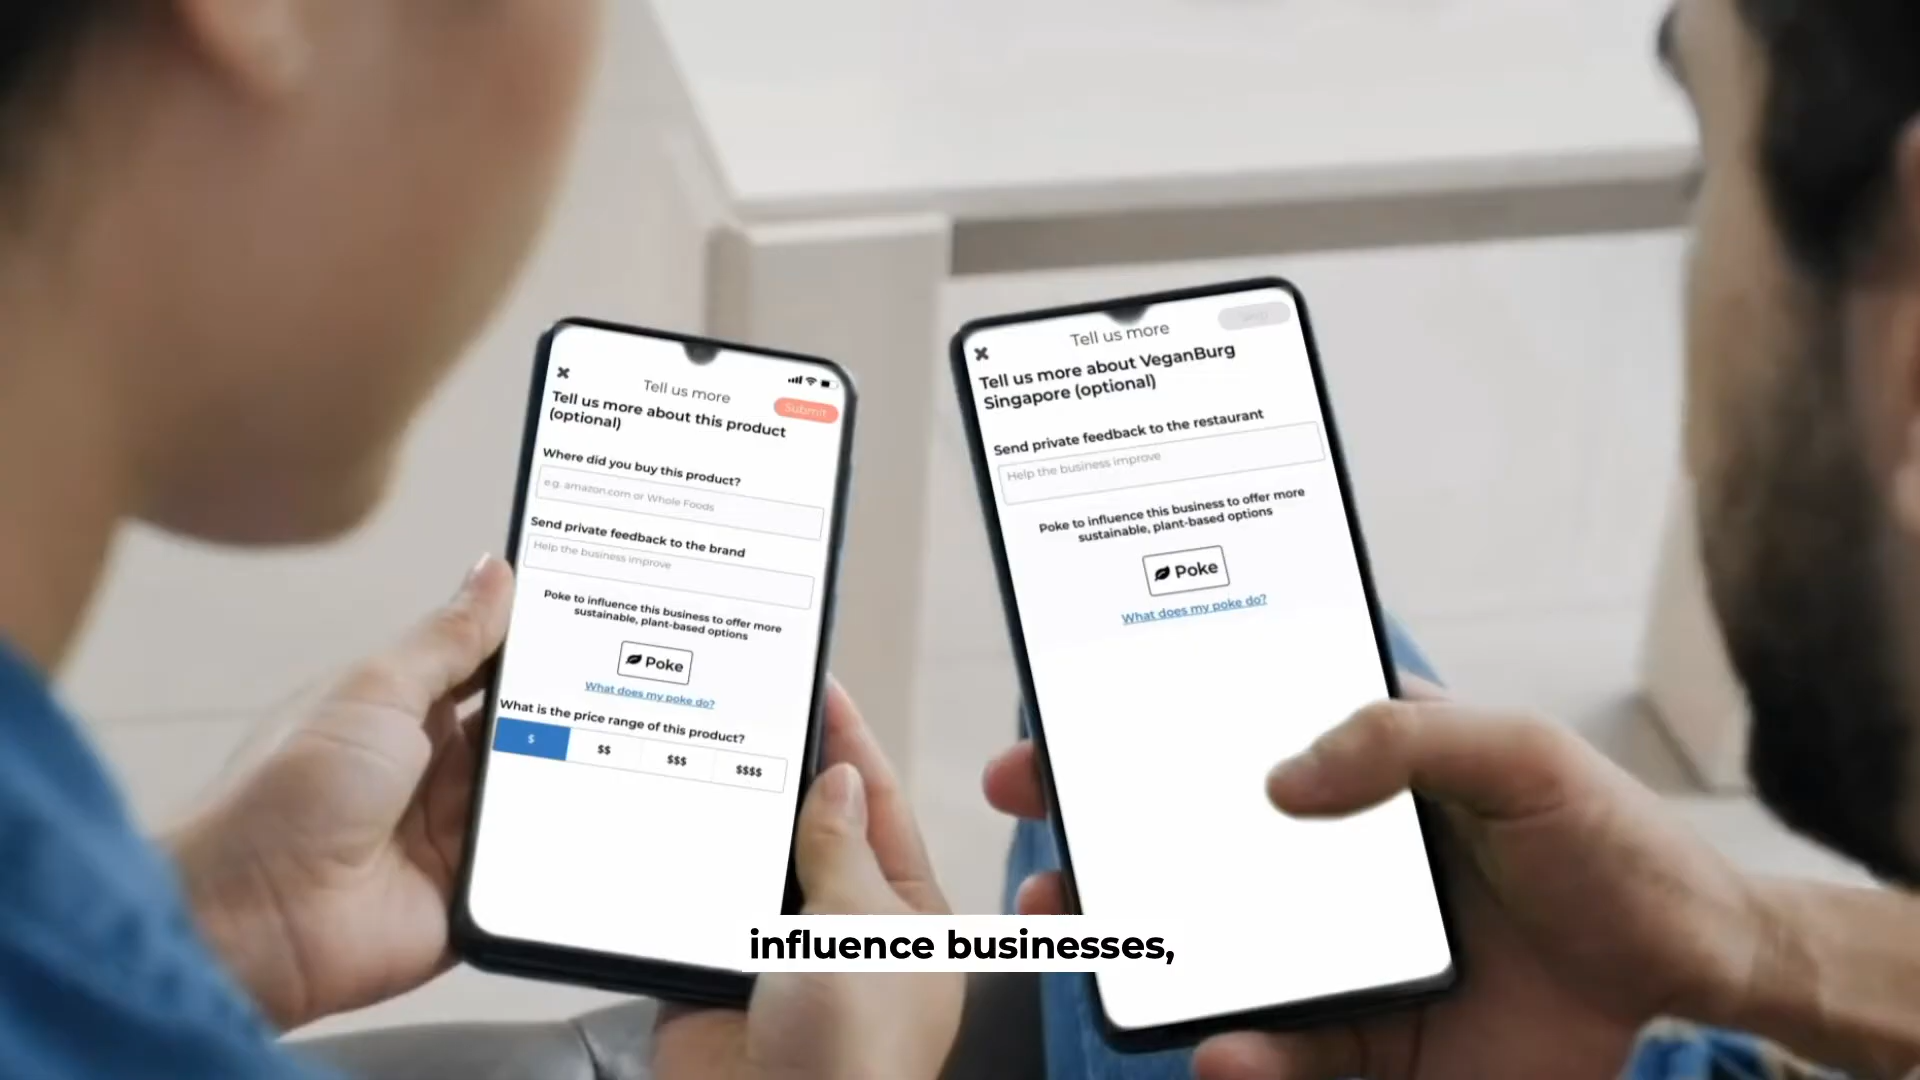 Tell us more
Submit
Tell us more about this product
(optional)
Where did you buy this product?
e.g. amazon.com or Whole Foods
Send private feedback to the brand
Help the business improve
Poke to influence this business to offer more
sustainable, plant-based options
Poke
What does my poke do?
What is the price range of this product?
$ $$ $$$ $$$$
Tell us more
Tell us more about VeganBurg
Singapore (optional)
Send private feedback to the restaurant
Help the business improve
Poke to influence this business to offer more
sustainable, plant-based options
Poke
What does my poke do?
influence businesses,